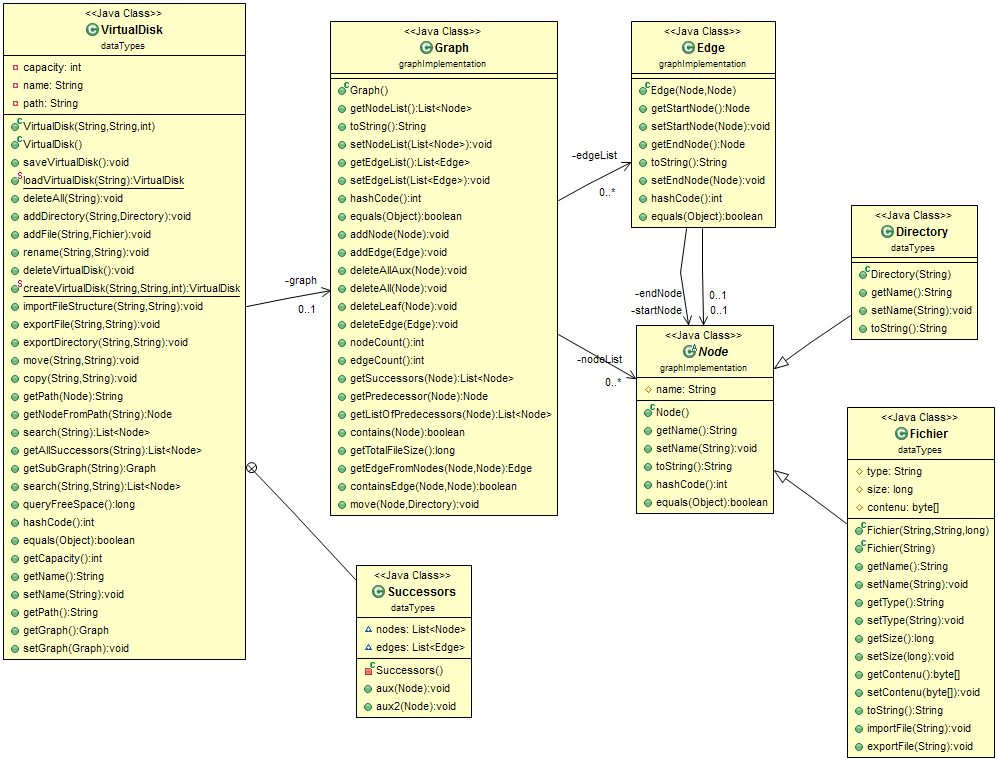 <<Java Class>>
VirtualDisk
dataTypes
capacity: int
name: String
path: String
VirtualDisk(String,String,int)
VirtualDisk()
saveVirtualDisk():void
loadVirtualDisk(String):VirtualDisk
deleteAll(String):void
addDirectory(String,Directory):void
addFile(String,Fichier):void
rename(String,String):void
deleteVirtualDisk():void
createVirtualDisk(String,String,int):VirtualDisk
importFileStructure(String,String):void
exportFile(String,String):void
exportDirectory(String,String):void
move(String,String):void
copy(String,String):void
getPath(Node):String
getNodeFromPath(String):Node
search(String):List<Node>
getAllSuccessors(String):List<Node>
getSubGraph(String):Graph
search(String,String):List<Node>
queryFreeSpace():long
hashCode():int
equals(Object):boolean
getCapacity():int
getName():String
setName(String):void
getPath():String
getGraph():Graph
setGraph(Graph):void
-graph
0..1
<<Java Class>>
Graph
graphImplementation
Graph()
getNodeList():List<Node>
toString():String
setNodeList(List<Node>):void
getEdgeList():List<Edge>
setEdgeList(List<Edge>):void
hashCode():int
equals(Object):boolean
addNode(Node):void
addEdge(Edge):void
deleteAllAux(Node):void
deleteAll(Node):void
deleteLeaf(Node):void
deleteEdge(Edge):void
nodeCount():int
edgeCount():int
getSuccessors(Node):List<Node>
getPredecessor(Node):Node
getListOfPredecessors(Node):List<Node>
contains(Node):boolean
getTotalFileSize():long
getEdgeFromNodes(Node,Node):Edge
containsEdge(Node,Node):boolean
move(Node,Directory):void
-edgeList
0..*
-nodeList
0..*
<<Java Class>>
Successors
dataTypes
nodes: List<Node>
edges: List<Edge>
Successors()
aux(Node):void
aux2(Node):void
<<Java Class>>
Edge
graphImplementation
Edge(Node,Node)
getStartNode():Node
setStartNode(Node):void
getEndNode():Node
toString():String
setEndNode(Node):void
hashCode():int
equals(Object):boolean
-endNode
0..1
-startNode
0..1
<<Java Class>>
Node
graphImplementation
name: String
Node()
getName():String
setName(String):void
toString():String
hashCode():int
equals(Object):boolean
<<Java Class>>
Directory
dataTypes
Directory(String)
getName():String
setName(String):void
toString():String
<<Java Class>>
Fichier
dataTypes
type: String
size: long
contenu: byte[]
Fichier(String,String,long)
Fichier(String)
getName():String
setName(String):void
getType():String
setType(String):void
getSize():long
setSize(long):void
getContenu():byte[]
setContenu(byte[]):void
toString():String
importFile(String):void
exportFile(String):void